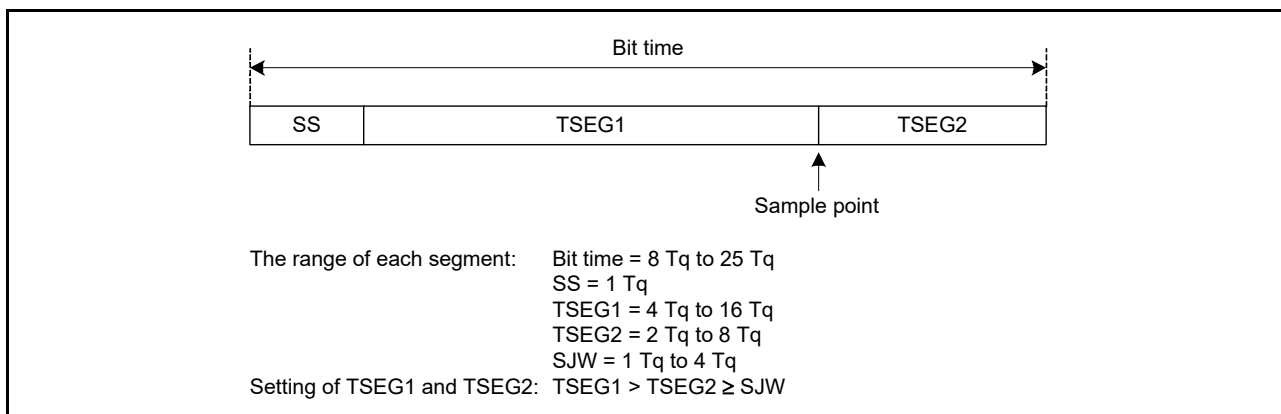 Bit time
SS TSEG1 TSEG2
Sample point
The range of each segment: Bit time = 8 Tq to 25 Tq
SS = 1 Tq
TSEG1 = 4 Tq to 16 Tq
TSEG2 = 2 Tq to 8 Tq
SJW = 1 Tq to 4 Tq
Setting of TSEG1 and TSEG2: TSEG1 > TSEG2 ≥ SJW